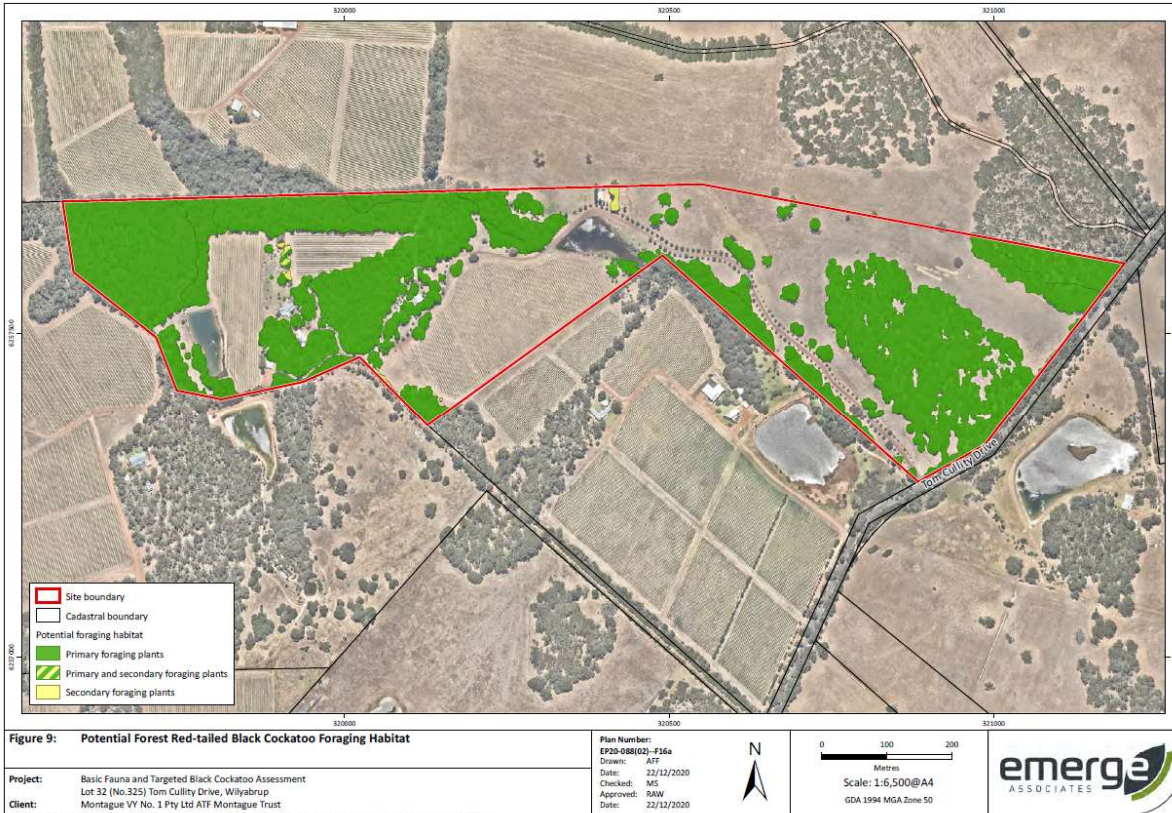 320000 320500 321000
6257500
6257000
Tom Cullity Drive
Site boundary
Cadastral boundary
Potential foraging habitat
Primary foraging plants
Primary and secondary foraging plants
Secondary foraging plants
320000 320500 321000
Figure 9: Potential Forest Red-tailed Black Cockatoo Foraging Habitat
Project: Basic Fauna and Targeted Black Cockatoo Assessment
Lot 32 (No.325) Tom Cullity Drive, Wilyabrup
Client: Montague VY No. 1 Pty Ltd ATF Montague Trust
Plan Number:
EP20-088(02)--F16a
Drawn: AFF
Date: 22/12/2020
Checked: MS
Approved: RAW
Date: 22/12/2020
N
0 100 200
Metres
Scale: 1:6,500@A4
GDA 1994 MGA Zone 50
emerge
ASSOCIATES